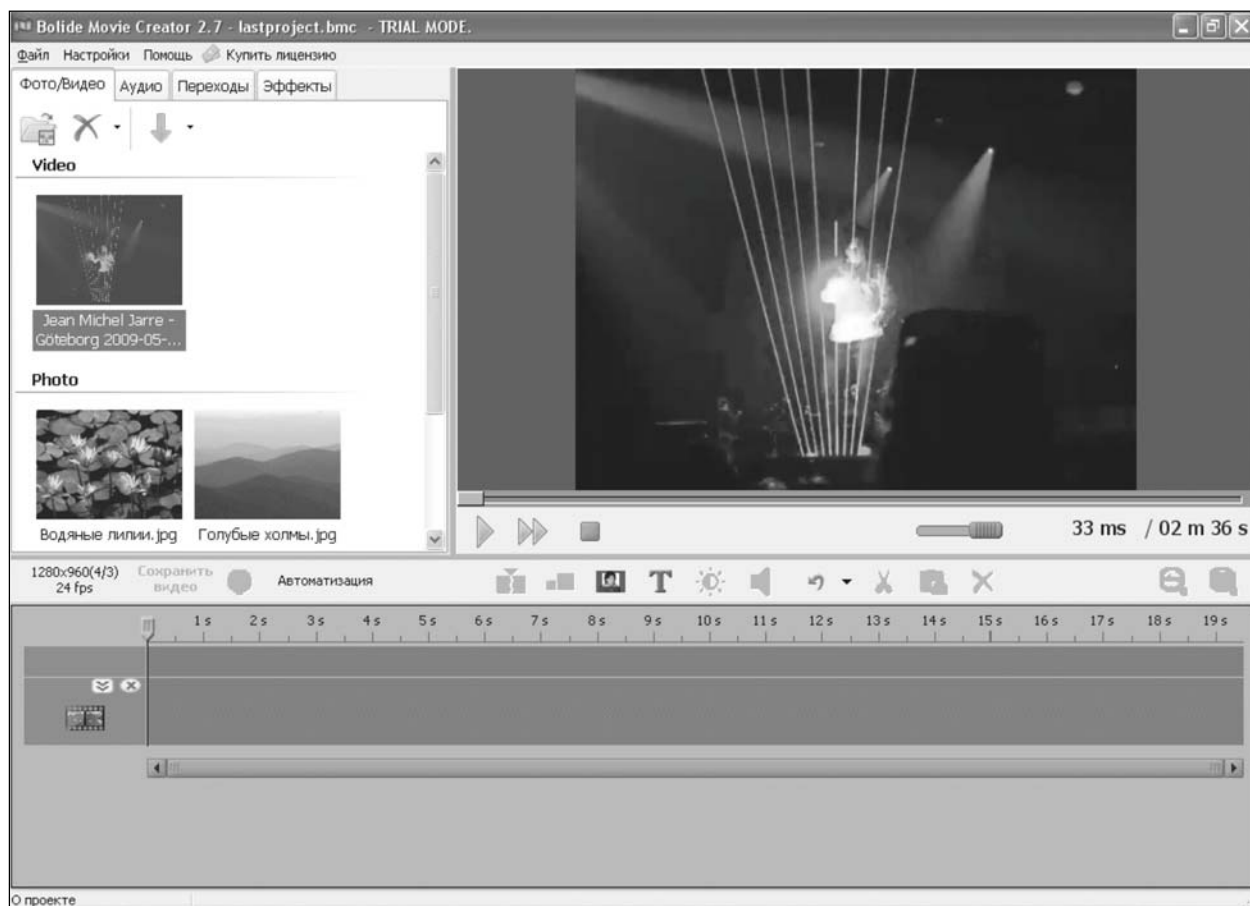 Bolide Movie Creator 2.7 - lastproject.bmc - TRIAL MODE.
Файл Настройки Помощь Купить лицензию
Фото/Видео Аудио Переходы Эффекты
Video
Jean Michel Jarre -
Göteborg 2009-05-...
Photo
Водяные лилии.jpg Голубые холмы.jpg
33 ms / 02 m 36 s
1280x960(4/3)
24 fps
Сохранить
видео
Автоматизация
T
1 s 2 s 3 s 4 s 5 s 6 s 7 s 8 s 9 s 10 s 11 s 12 s 13 s 14 s 15 s 16 s 17 s 18 s 19 s
О проекте